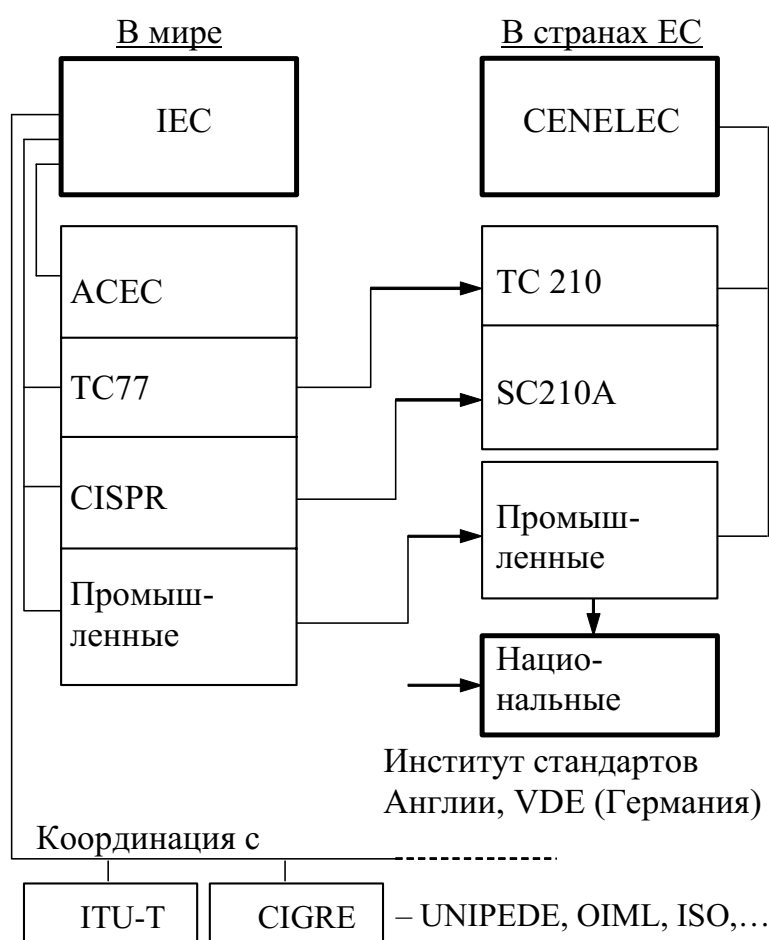 В мире
В странах ЕС
IEC
CENELEC
ACEC
TC 210
TC77
SC210A
CISPR
Промыш-
ленные
Промыш-
ленные
Нацио-
нальные
Институт стандартов
Англии, VDE (Германия)
Координация с
ITU-T
CIGRE
– UNIPEDE, OIML, ISO,…